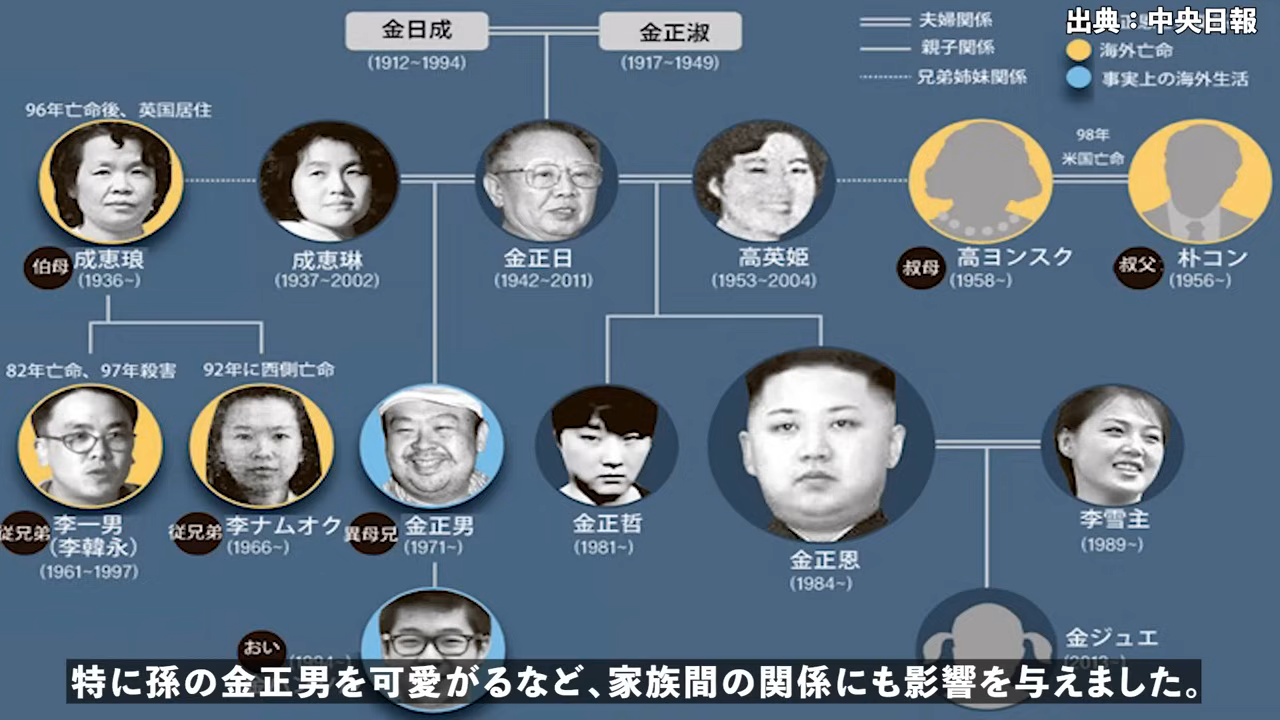 金日成
(1912~1994)
金正淑
(1917~1949)
夫婦関係
親子関係
兄弟姉妹関係
出典：中央日報
海外亡命
事実上の海外生活
96年亡命後、英国居住
98年
米国亡命
伯母
成恵琅
(1936~)
成恵琳
(1937~2002)
金正日
(1942~2011)
高英姫
(1953~2004)
叔母
高ヨンスク
(1958~)
叔父
朴コン
(1956~)
82年亡命、97年殺害
92年に西側亡命
従兄弟
李一男
(李韓永)
(1961~1997)
従兄弟
李ナムオク
(1966~)
異母兄
金正男
(1971~)
金正哲
(1981~)
金正恩
(1984~)
李雪主
(1989~)
おい
金ジュエ
(2013~)
特に孫の金正男を可愛がるなど、家族間の関係にも影響を与えました。